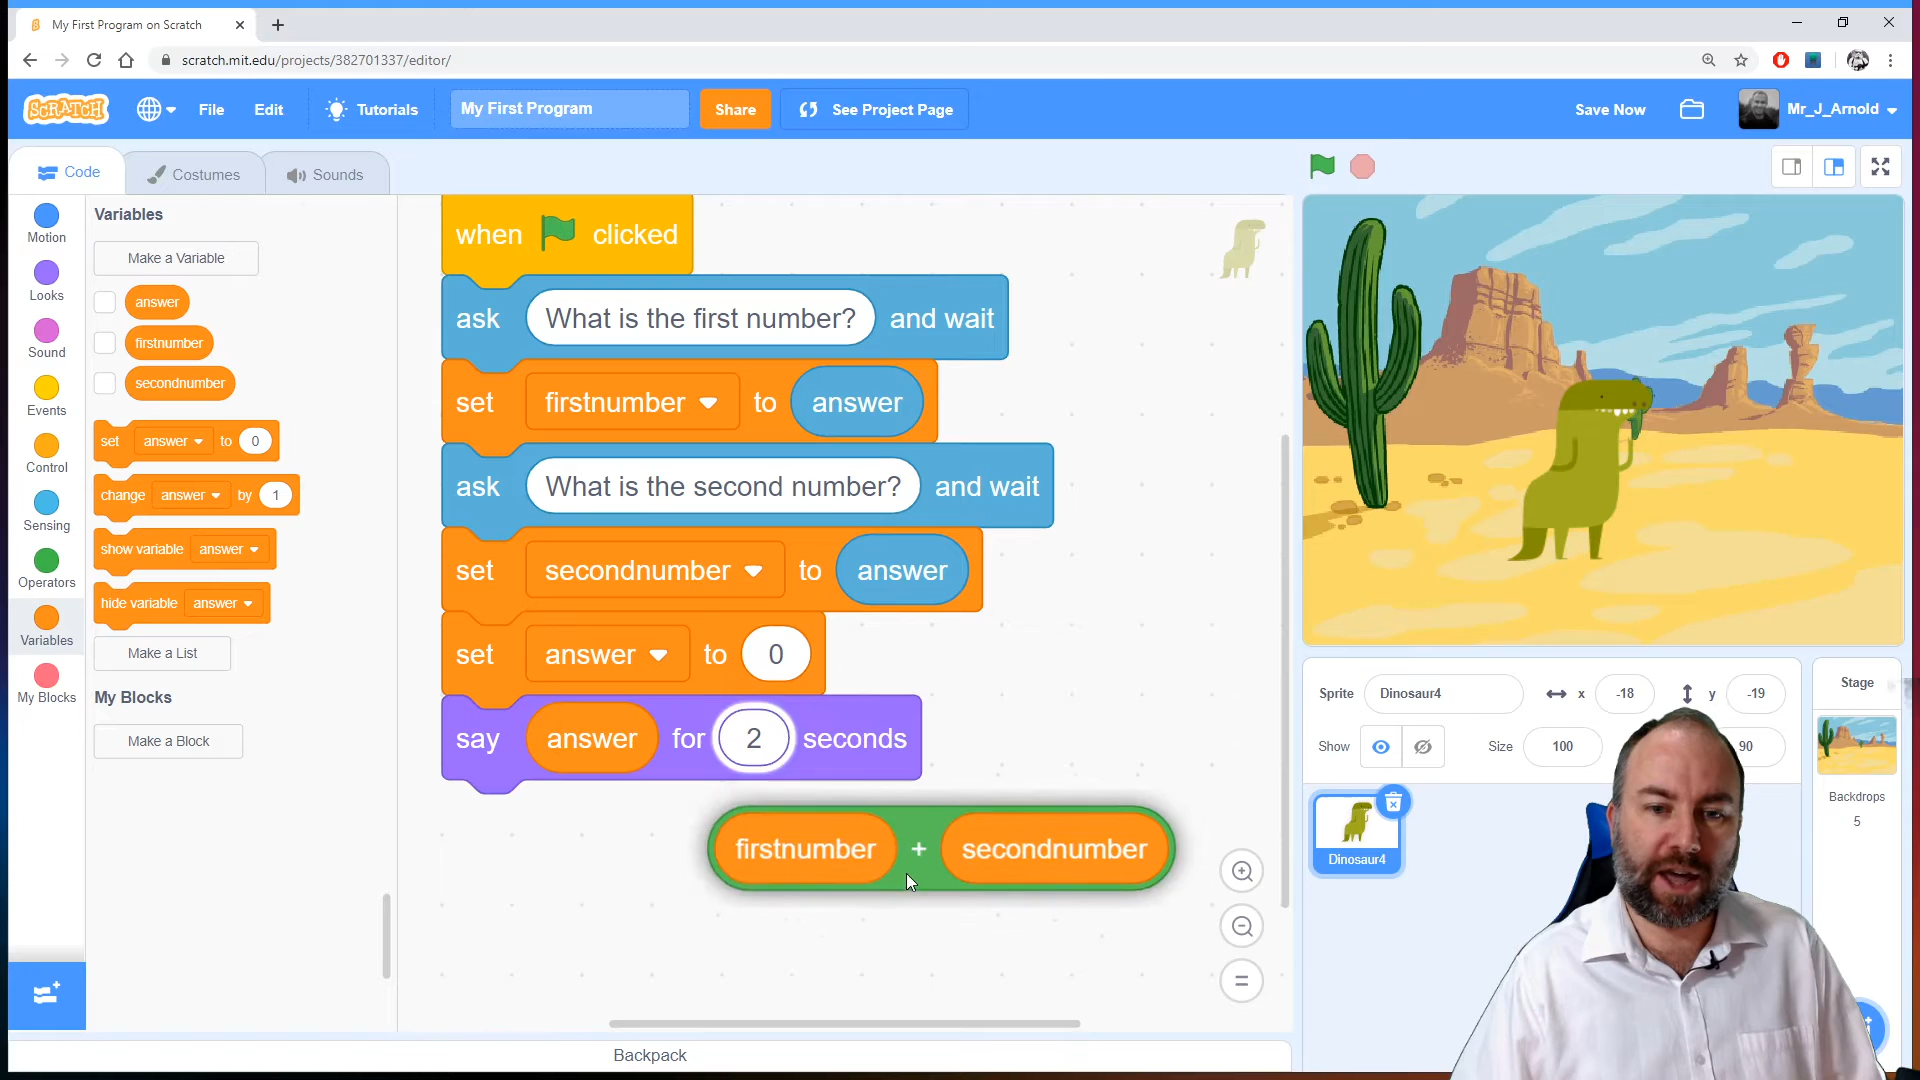 My First Program on Scratch
scratch.mit.edu/projects/382701337/editor/
SCRATCH
File
Edit
Tutorials
My First Program
Share
See Project Page
Save Now
Mr_J_Arnold
Code
Costumes
Sounds
Motion
Looks
Sound
Events
Control
Sensing
Operators
Variables
My Blocks
Variables
Make a Variable
answer
firstnumber
secondnumber
set answer to 0
change answer by 1
show variable answer
hide variable answer
Make a List
My Blocks
Make a Block
when clicked
ask What is the first number? and wait
set firstnumber to answer
ask What is the second number? and wait
set secondnumber to answer
set answer to 0
say answer for 2 seconds
firstnumber + secondnumber
Backpack
Sprite Dinosaur4 x -18 y -19
Show Size 100 90
Dinosaur4
Stage
Backdrops
5